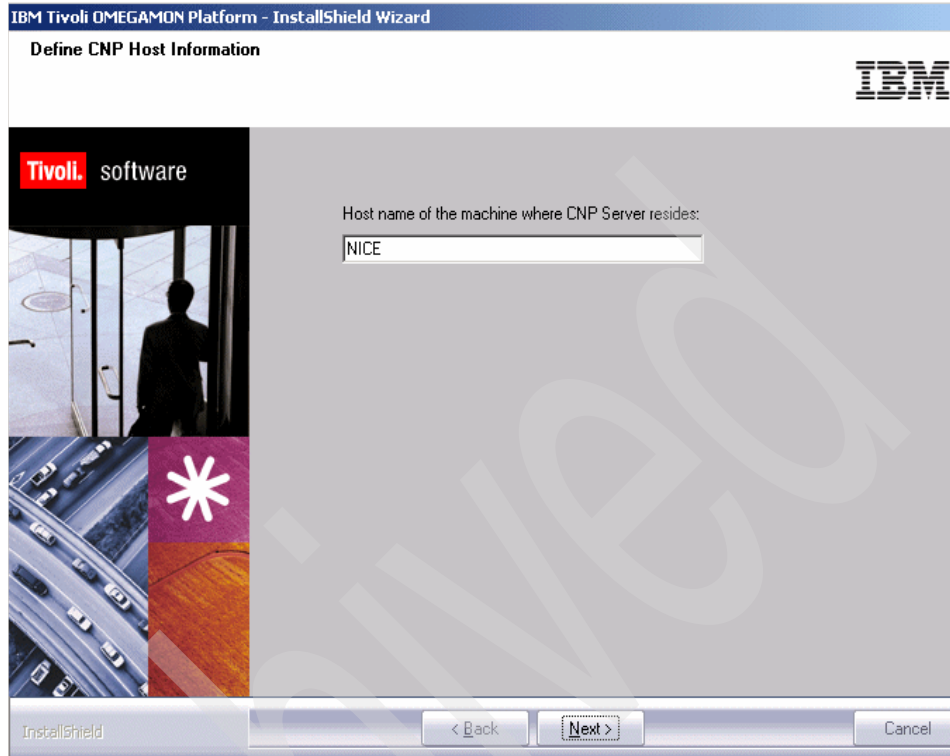 IBM Tivoli OMEGAMON Platform - InstallShield Wizard
Define CNP Host Information
IBM
Tivoli. software
Host name of the machine where CNP Server resides:
NICE
InstallShield
< Back
Next >
Cancel